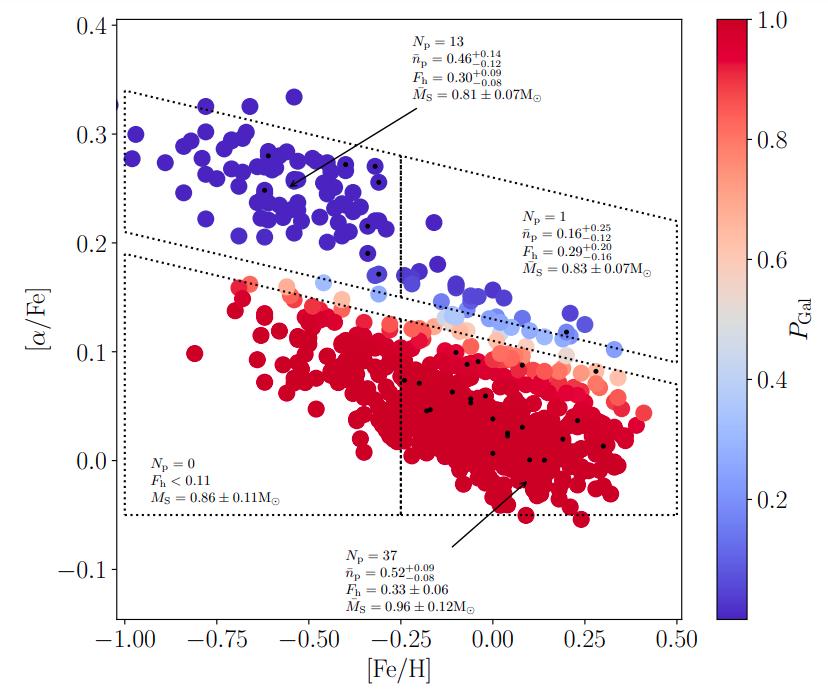 0.4
0.3
0.2
0.1
0.0
−0.1
[α/Fe]
−1.00
−0.75
−0.50
−0.25
0.00
0.25
0.50
[Fe/H]
N_p = 13
n̄_p = 0.46^{+0.14}_{−0.12}
F_h = 0.30^{+0.09}_{−0.08}
M̄_S = 0.81 ± 0.07M_⊙
N_p = 1
n̄_p = 0.16^{+0.25}_{−0.12}
F_h = 0.29^{+0.20}_{−0.16}
M̄_S = 0.83 ± 0.07M_⊙
N_p = 0
F_h < 0.11
M_S = 0.86 ± 0.11M_⊙
N_p = 37
n̄_p = 0.52^{+0.09}_{−0.08}
F_h = 0.33 ± 0.06
M̄_S = 0.96 ± 0.12M_⊙
1.0
0.8
0.6
0.4
0.2
P_Gal